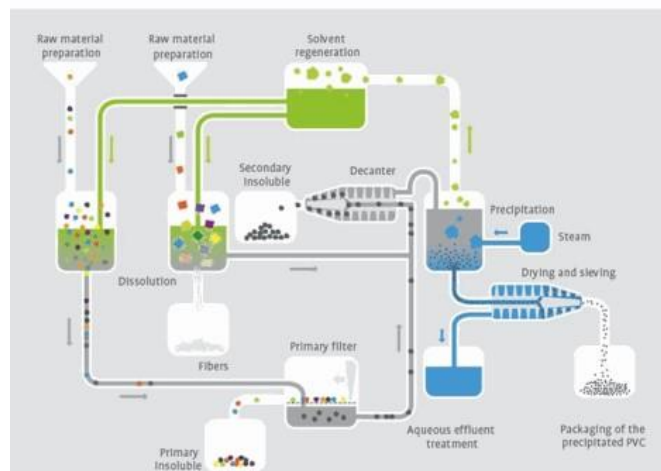 Raw material
preparation
Raw material
preparation
Solvent
regeneration
Secondary
Insoluble
Decanter
Precipitation
Steam
Dissolution
Drying and sieving
Fibers
Primary filter
Aqueous effluent
treatment
Packaging of the
precipitated PVC
Primary
Insoluble